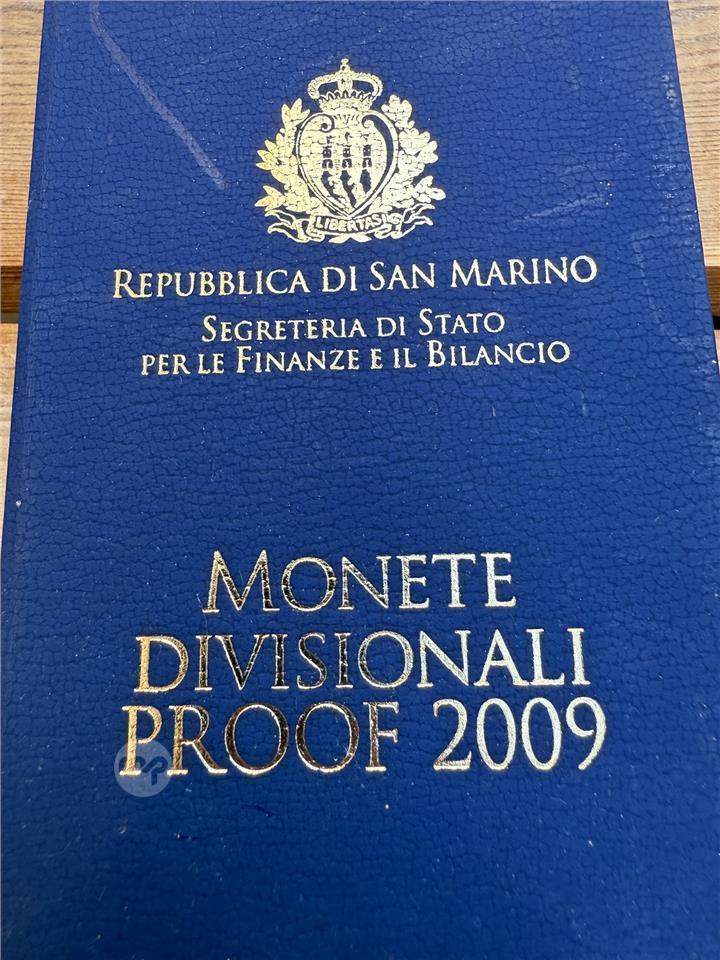 LIBERTAS
REPUBBLICA DI SAN MARINO
SEGRETERIA DI STATO
PER LE FINANZE E IL BILANCIO
MONETE
DIVISIONALI
PROOF 2009